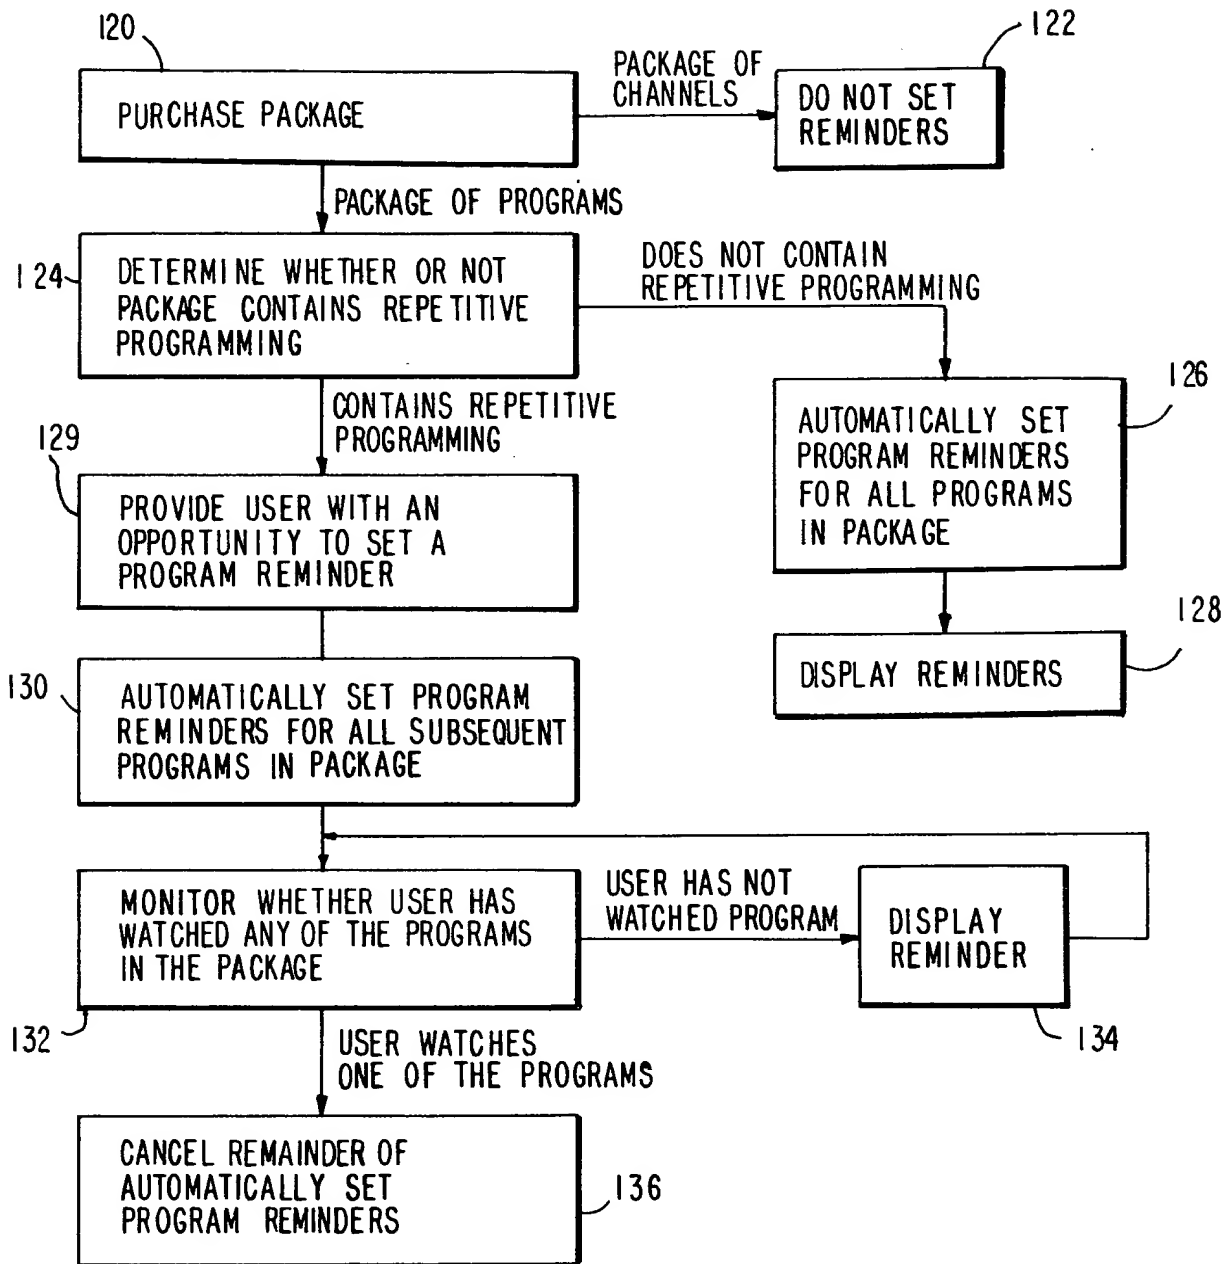 120
PURCHASE PACKAGE
PACKAGE OF
CHANNELS
122
DO NOT SET
REMINDERS
PACKAGE OF PROGRAMS
124
DETERMINE WHETHER OR NOT
PACKAGE CONTAINS REPETITIVE
PROGRAMMING
DOES NOT CONTAIN
REPETITIVE PROGRAMMING
126
AUTOMATICALLY SET
PROGRAM REMINDERS
FOR ALL PROGRAMS
IN PACKAGE
128
DISPLAY REMINDERS
CONTAINS REPETITIVE
PROGRAMMING
129
PROVIDE USER WITH AN
OPPORTUNITY TO SET A
PROGRAM REMINDER
130
AUTOMATICALLY SET PROGRAM
REMINDERS FOR ALL SUBSEQUENT
PROGRAMS IN PACKAGE
MONITOR WHETHER USER HAS
WATCHED ANY OF THE PROGRAMS
IN THE PACKAGE
132
USER HAS NOT
WATCHED PROGRAM
DISPLAY
REMINDER
134
USER WATCHES
ONE OF THE PROGRAMS
CANCEL REMAINDER OF
AUTOMATICALLY SET
PROGRAM REMINDERS
136